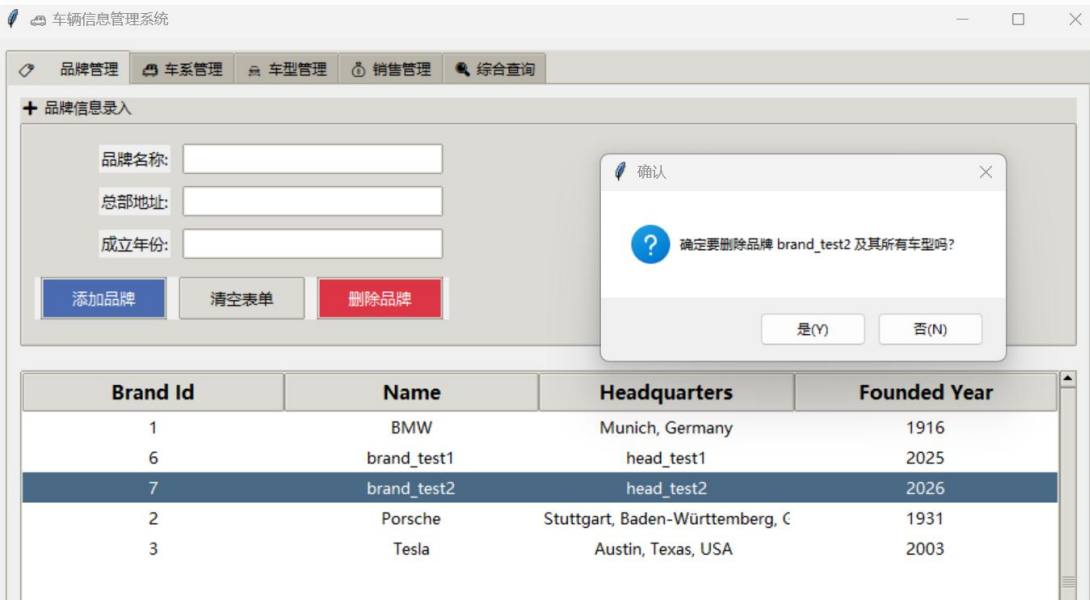 车辆信息管理系统
品牌管理 车系管理 车型管理 销售管理 综合查询
品牌信息录入
品牌名称:
总部地址:
成立年份:
添加品牌 清空表单 删除品牌
确认
确定要删除品牌 brand_test2 及其所有车型吗?
是(Y) 否(N)
Brand Id Name Headquarters Founded Year
1 BMW Munich, Germany 1916
6 brand_test1 head_test1 2025
7 brand_test2 head_test2 2026
2 Porsche Stuttgart, Baden-Württemberg, 1931
3 Tesla Austin, Texas, USA 2003